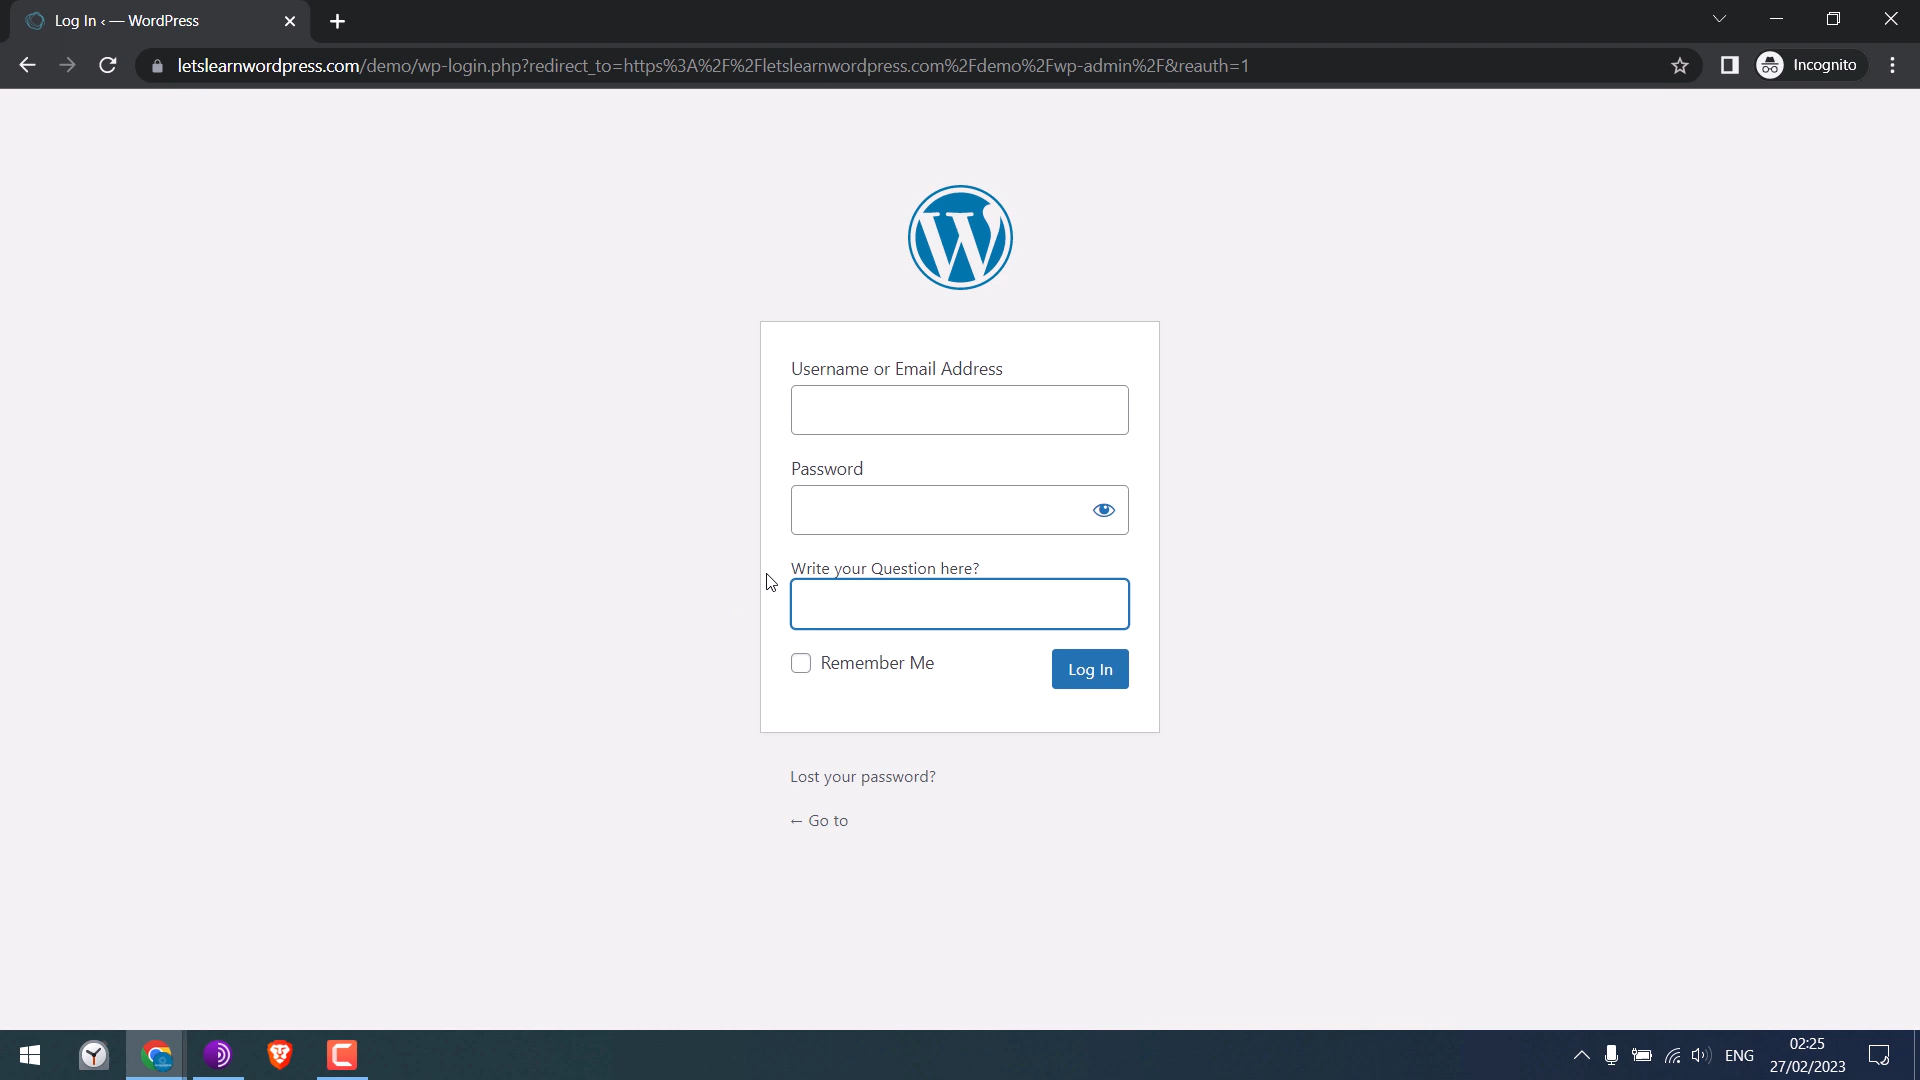 Log In ‹ — WordPress
letslearnwordpress.com/demo/wp-login.php?redirect_to=https%3A%2F%2Fletslearnwordpress.com%2Fdemo%2Fwp-admin%2F&reauth=1
Incognito
Username or Email Address
Password
Write your Question here?
Remember Me
Log In
Lost your password?
← Go to
ENG
02:25
27/02/2023